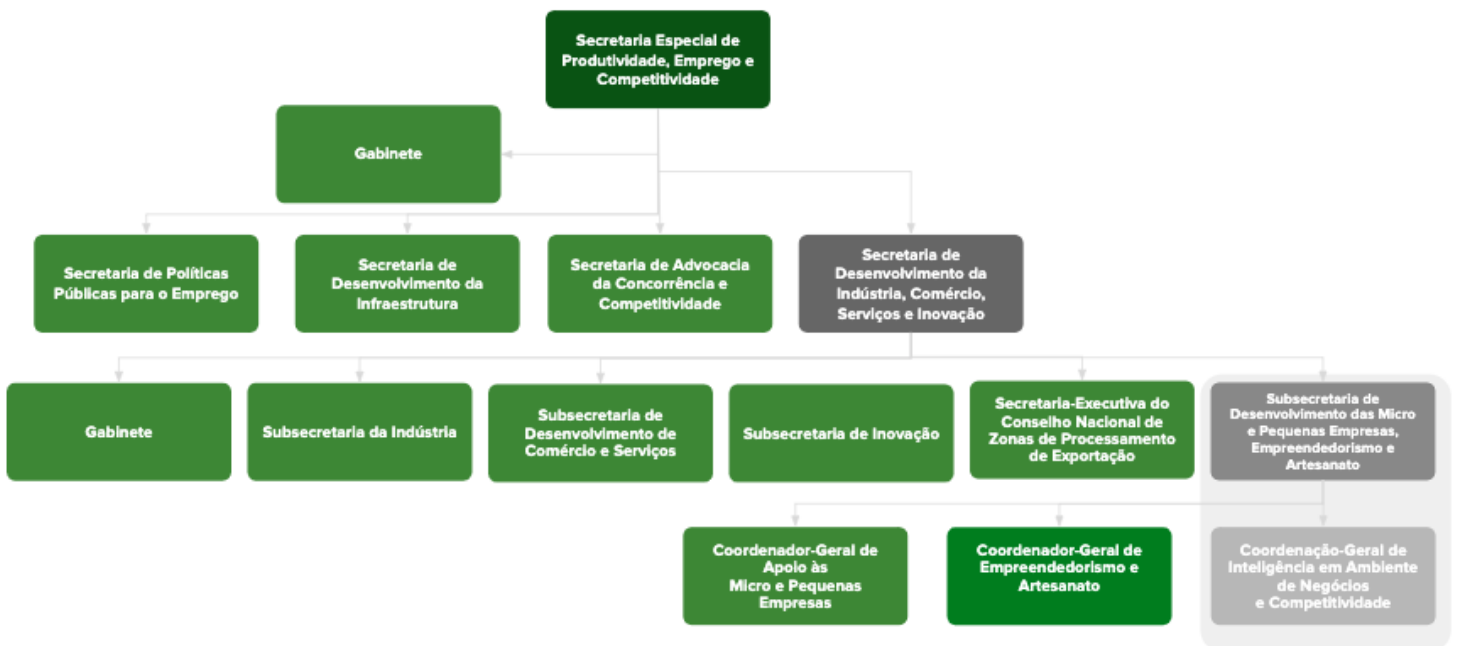 Secretaria Especial de
Produtividade, Emprego e
Competitividade
Gabinete
Secretaria de Políticas
Públicas para o Emprego
Secretaria de
Desenvolvimento da
Infraestrutura
Secretaria de Advocacia
da Concorrência e
Competitividade
Secretaria de
Desenvolvimento da
Indústria, Comércio,
Serviços e Inovação
Gabinete
Subsecretaria da Indústria
Subsecretaria de
Desenvolvimento de
Comércio e Serviços
Subsecretaria de Inovação
Secretaria-Executiva do
Conselho Nacional de
Zonas de Processamento
de Exportação
Subsecretaria de
Desenvolvimento das Micro
e Pequenas Empresas,
Empreendedorismo e
Artesanato
Coordenador-Geral de
Apoio às
Micro e Pequenas
Empresas
Coordenador-Geral de
Empreendedorismo e
Artesanato
Coordenação-Geral de
Inteligência em Ambiente
de Negócios
e Competitividade